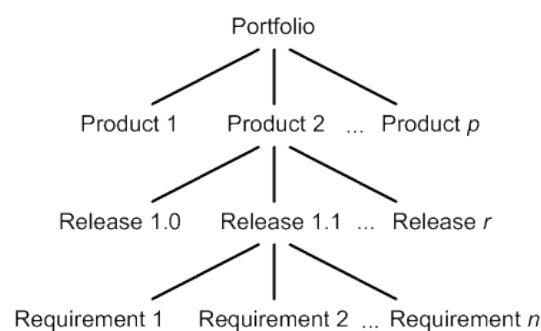 Portfolio
Product 1 Product 2 ... Product p
Release 1.0 Release 1.1 ... Release r
Requirement 1 Requirement 2 ... Requirement n